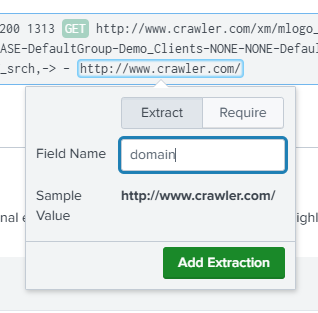 200 1313 GET http://www.crawler.com/xm/mlogo_
ASE-DefaultGroup-Demo_Clients-NONE-NONE-Defaul
_srch,-> - http://www.crawler.com/
Extract Require
Field Name domain
Sample Value http://www.crawler.com/
nal e
ighl
Add Extraction